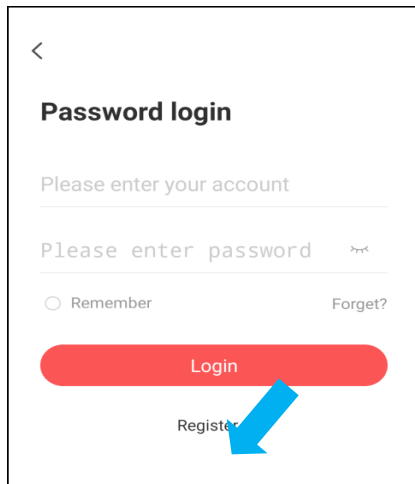 Password login
Please enter your account
Please enter password
Remember Forget?
Login
Register